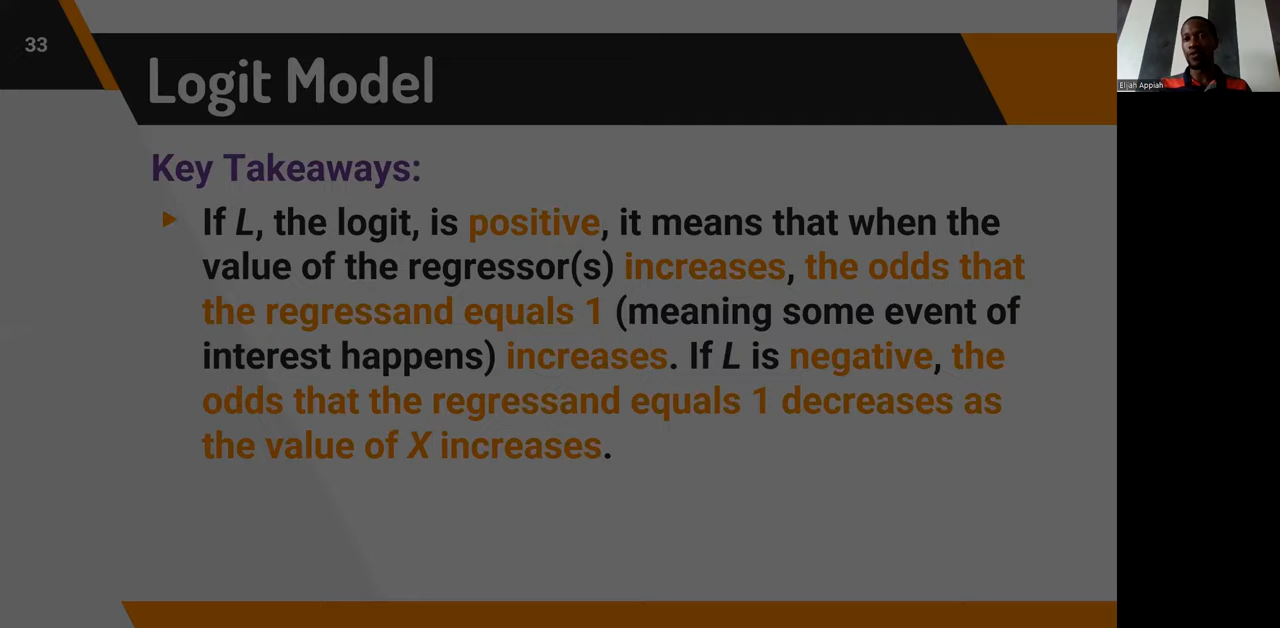 33
Logit Model
Elijah Appiah
Key Takeaways:
If L, the logit, is positive, it means that when the
value of the regressor(s) increases, the odds that
the regressand equals 1 (meaning some event of
interest happens) increases. If L is negative, the
odds that the regressand equals 1 decreases as
the value of X increases.